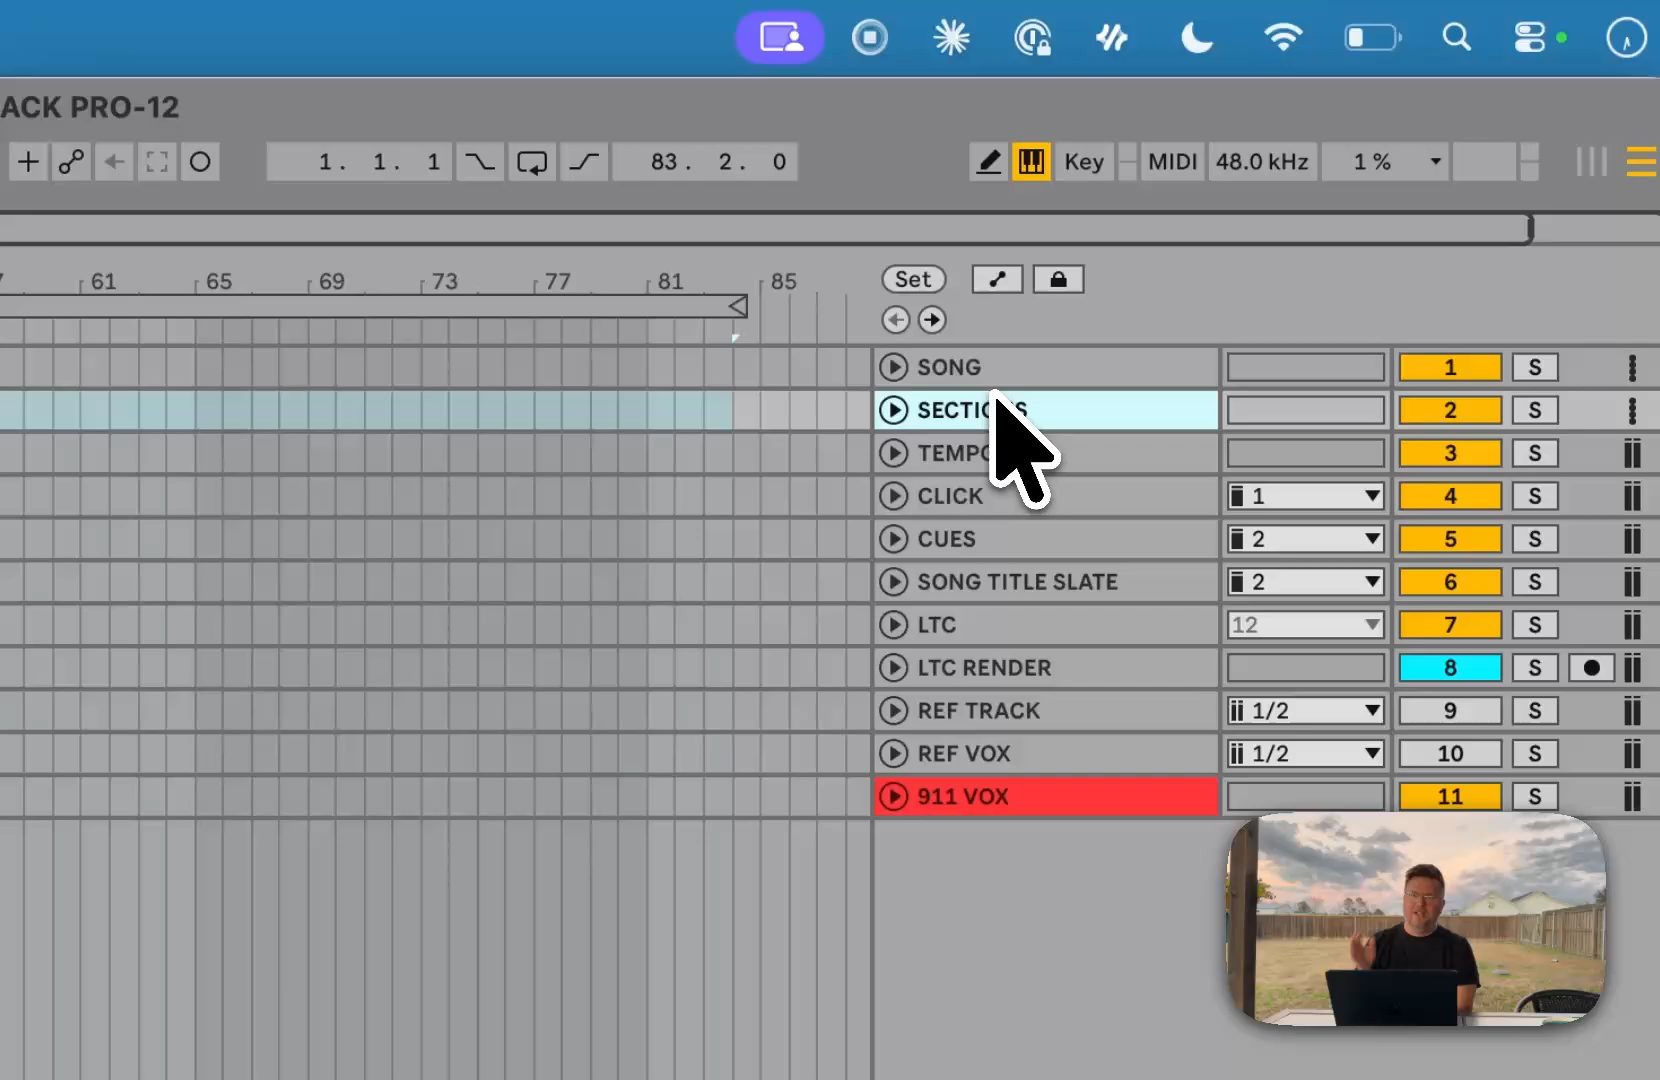 ACK PRO-12
1. 1. 1
83. 2. 0
Key
MIDI
48.0 kHz
1 %
61 65 69 73 77 81 85
Set
SONG 1 S
2 S
3 S
CLICK 1 4 S
CUES 2 5 S
SONG TITLE SLATE 2 6 S
LTC 12 7 S
LTC RENDER 8 S
REF TRACK 1/2 9 S
REF VOX 1/2 10 S
911 VOX 11 S